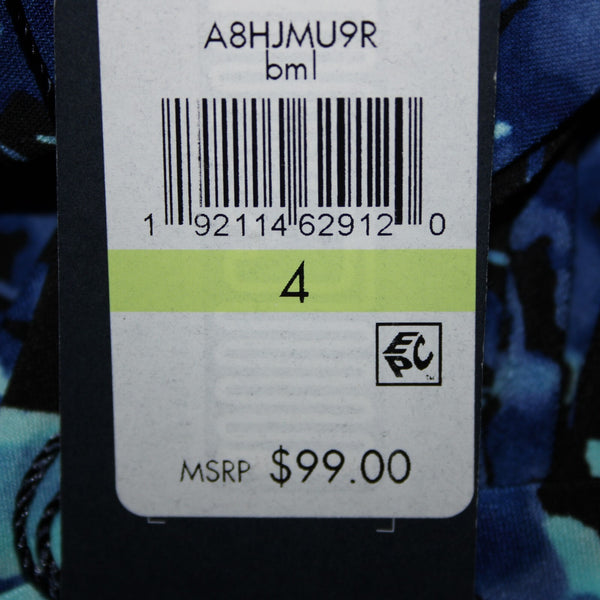 A8HJMU9R
bml
1 92114 62912 0
4
EPC
MSRP $99.00